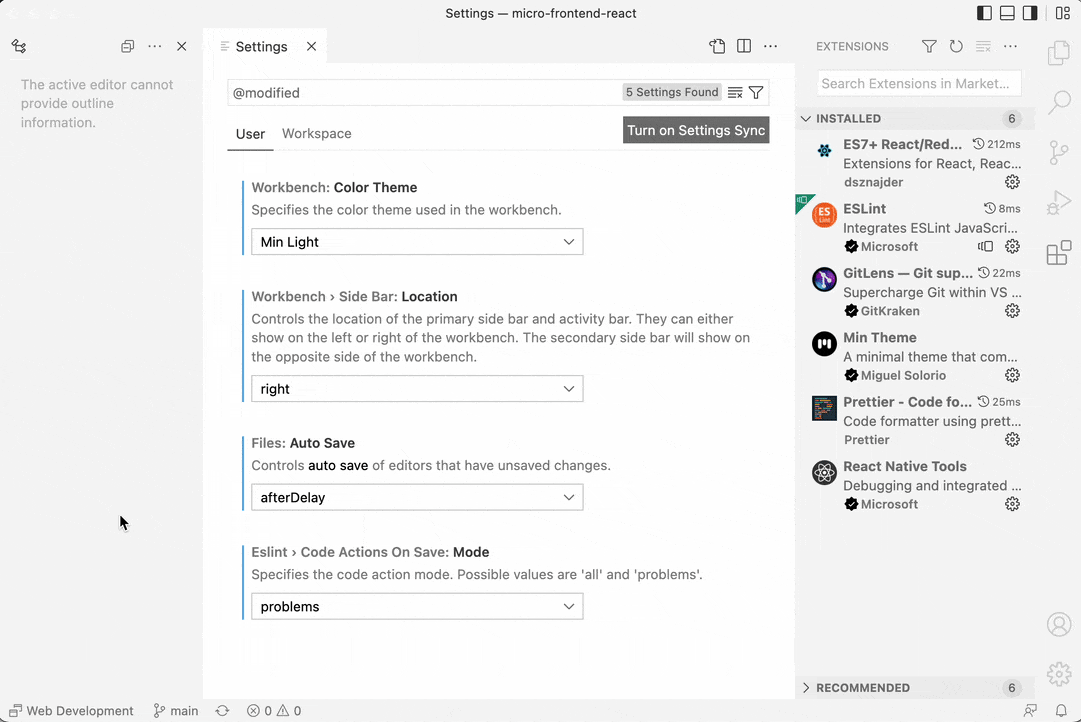 Settings — micro-frontend-react
The active editor cannot
provide outline
information.
Settings
@modified
5 Settings Found
User
Workspace
Turn on Settings Sync
Workbench: Color Theme
Specifies the color theme used in the workbench.
Min Light
Workbench › Side Bar: Location
Controls the location of the primary side bar and activity bar. They can either
show on the left or right of the workbench. The secondary side bar will show on
the opposite side of the workbench.
right
Files: Auto Save
Controls auto save of editors that have unsaved changes.
afterDelay
Eslint › Code Actions On Save: Mode
Specifies the code action mode. Possible values are 'all' and 'problems'.
problems
EXTENSIONS
Search Extensions in Market...
INSTALLED 6
ES7+ React/Red... 212ms
Extensions for React, Reac...
dsznajder
ES
Lint
ESLint 8ms
Integrates ESLint JavaScri...
Microsoft
GitLens — Git sup... 22ms
Supercharge Git within VS ...
GitKraken
Min Theme
A minimal theme that com...
Miguel Solorio
Prettier - Code fo... 25ms
Code formatter using prett...
Prettier
React Native Tools
Debugging and integrated ...
Microsoft
RECOMMENDED 6
Web Development main 0 0